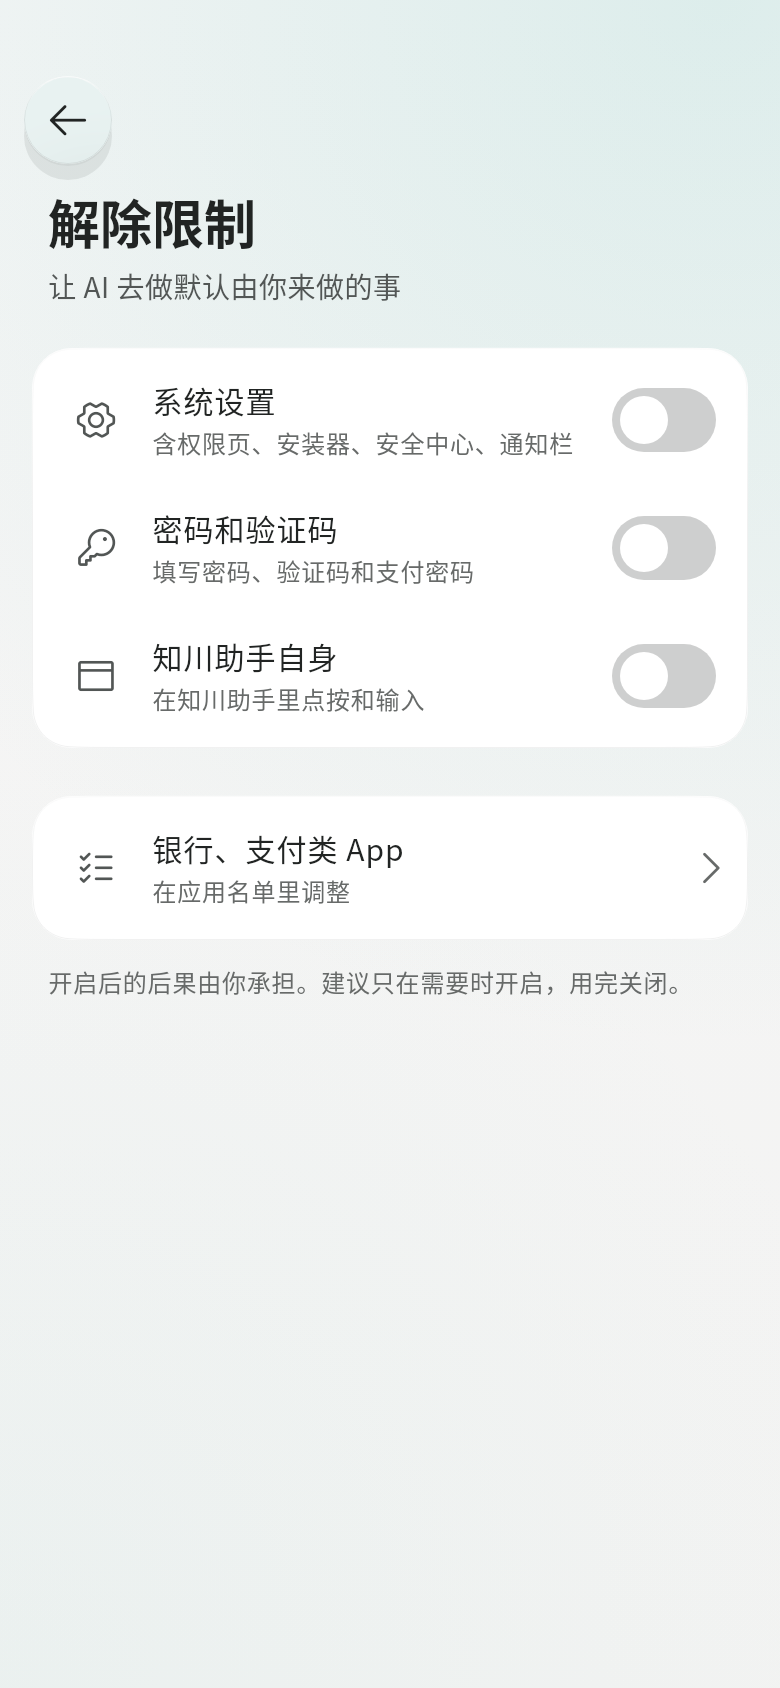 解除限制
让 AI 去做默认由你来做的事
系统设置
含权限页、安装器、安全中心、通知栏
密码和验证码
填写密码、验证码和支付密码
知川助手自身
在知川助手里点按和输入
银行、支付类 App
在应用名单里调整
开启后的后果由你承担。建议只在需要时开启，用完关闭。